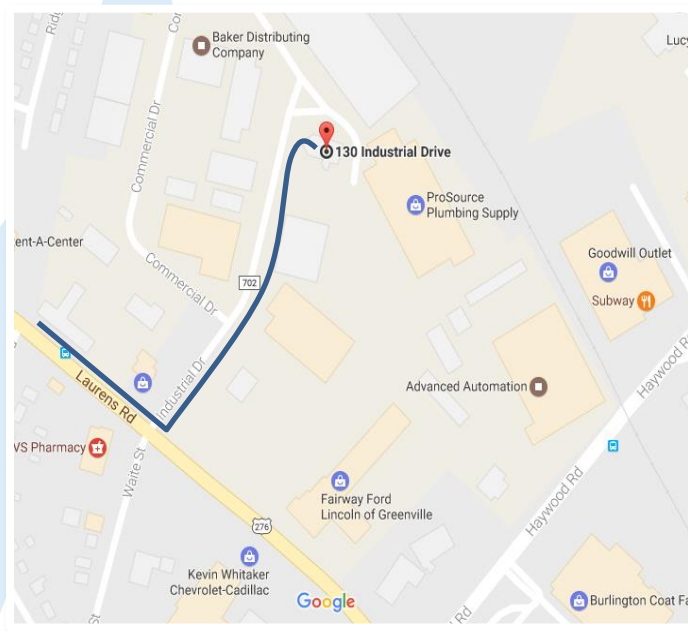 Ridg
Baker Distributing
Company
Lucy
Commercial Dr
130 Industrial Drive
ProSource
Plumbing Supply
ent-A-Center
Commercial Dr
Goodwill Outlet
702
Subway
Industrial Dr
Advanced Automation
Laurens Rd
Haywood R
VS Pharmacy
Waite St
Fairway Ford
Lincoln of Greenville
Haywood Rd
276
Kevin Whitaker
Chevrolet-Cadillac
Google
Burlington Coat Fa
St
Rd